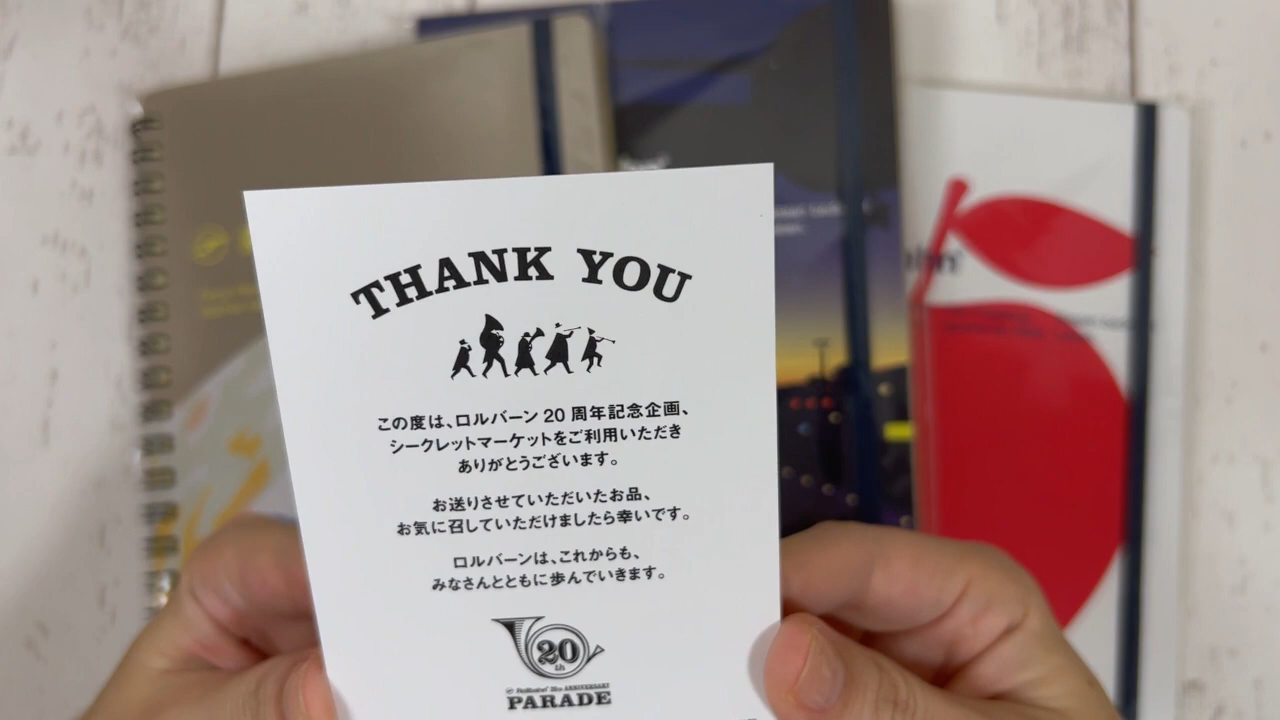 THANK YOU
この度は、ロルバーン 20 周年記念企画、
シークレットマーケットをご利用いただき
ありがとうございます。
お送りさせていただいたお品、
お気に召していただけましたら幸いです。
ロルバーンは、これからも、
みなさんとともに歩んでいきます。
20
th
Rollbahn 20th ANNIVERSARY
PARADE